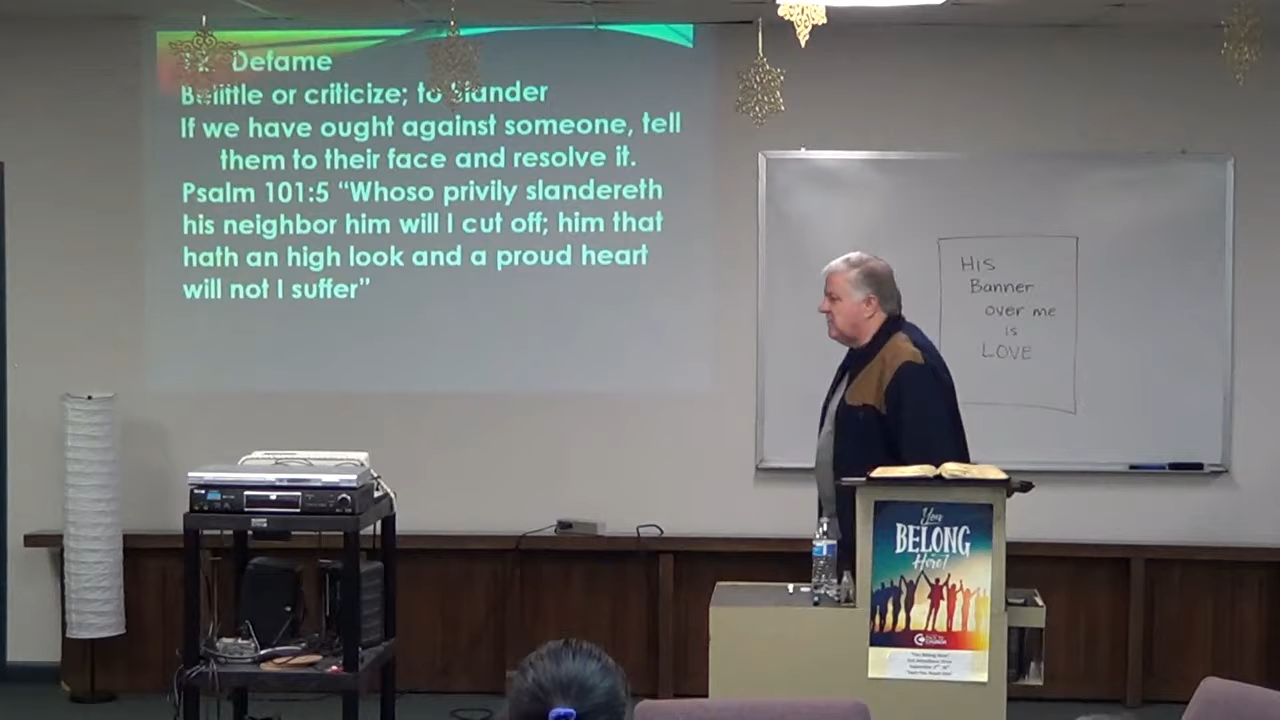 Defame
Belittle or criticize; to slander
If we have ought against someone, tell
them to their face and resolve it.
Psalm 101:5 “Whoso privily slandereth
his neighbor him will I cut off; him that
hath an high look and a proud heart
will not I suffer”
HIS
Banner
over me
is
LOVE
You
BELONG
Here!
CHURCH